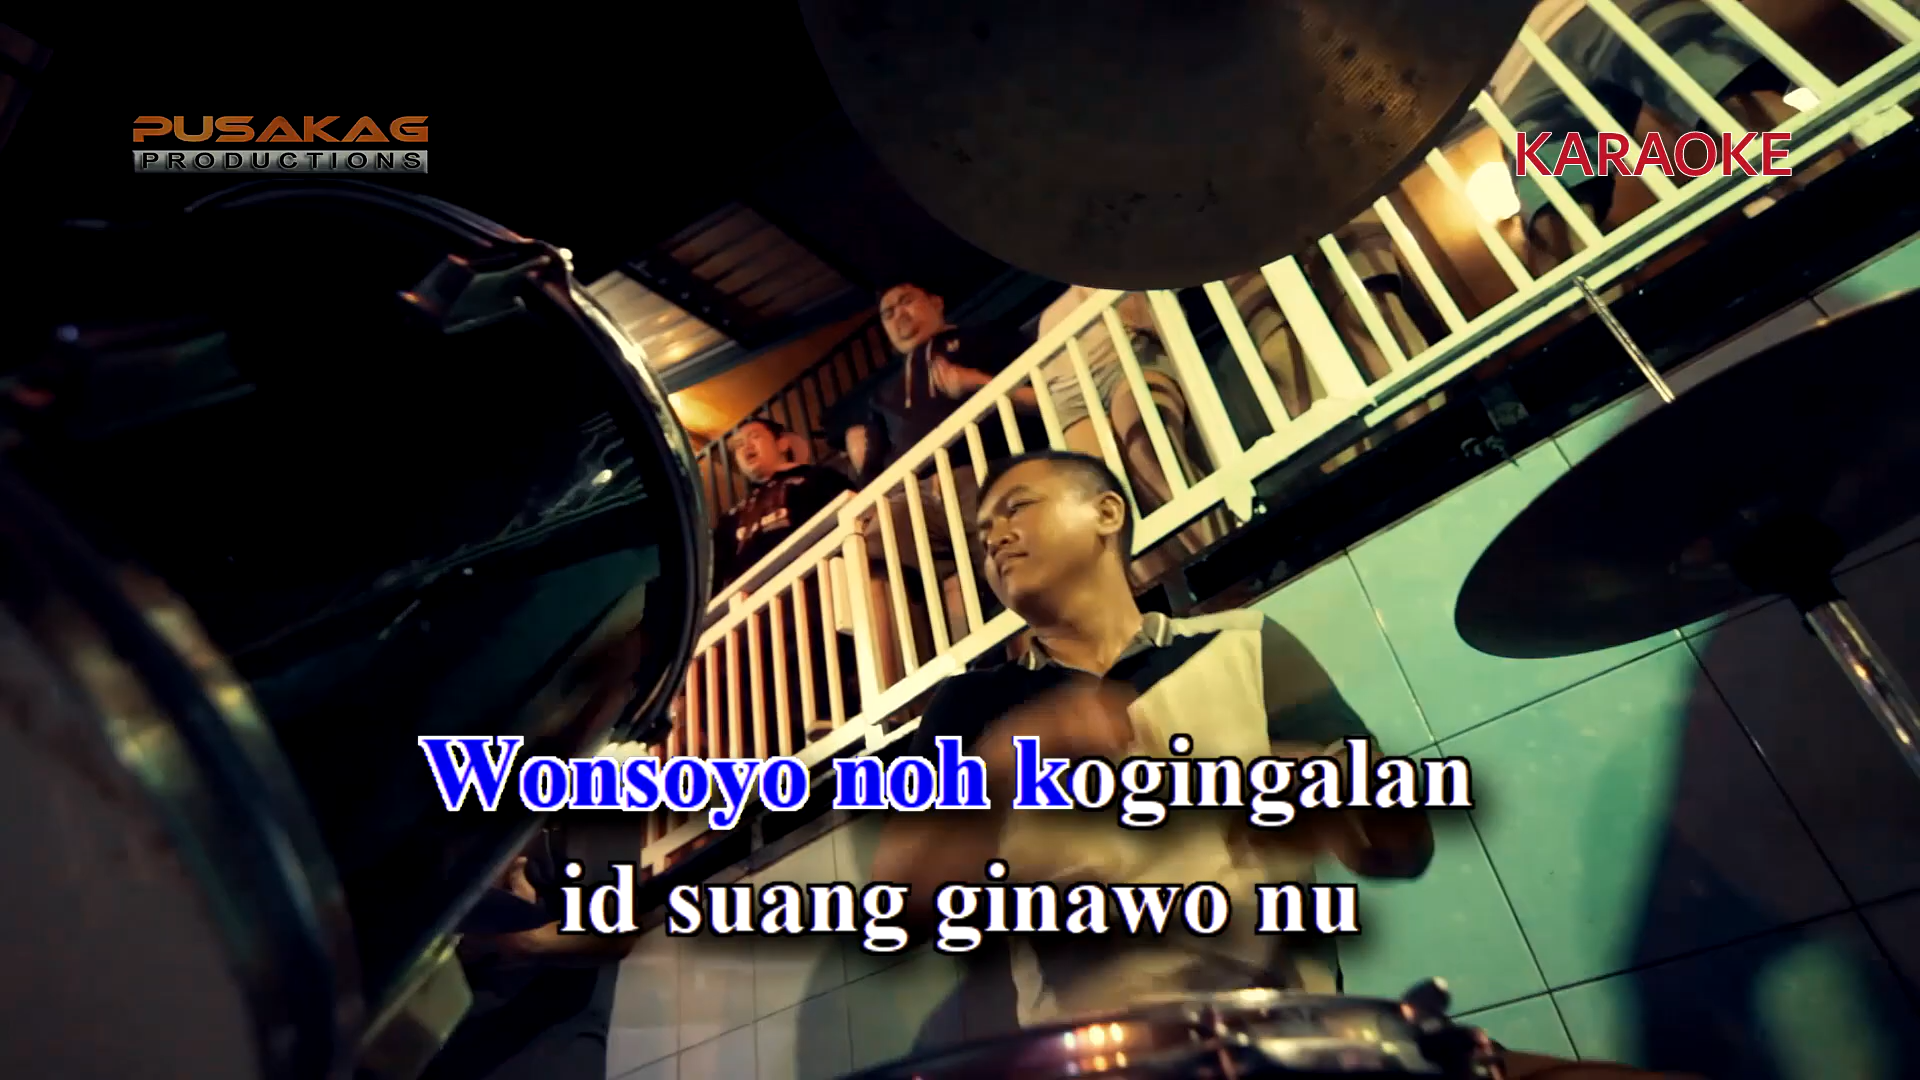 PUSAKAG
PRODUCTIONS
KARAOKE
Wonsoyo noh kogingalan
id suang ginawo nu